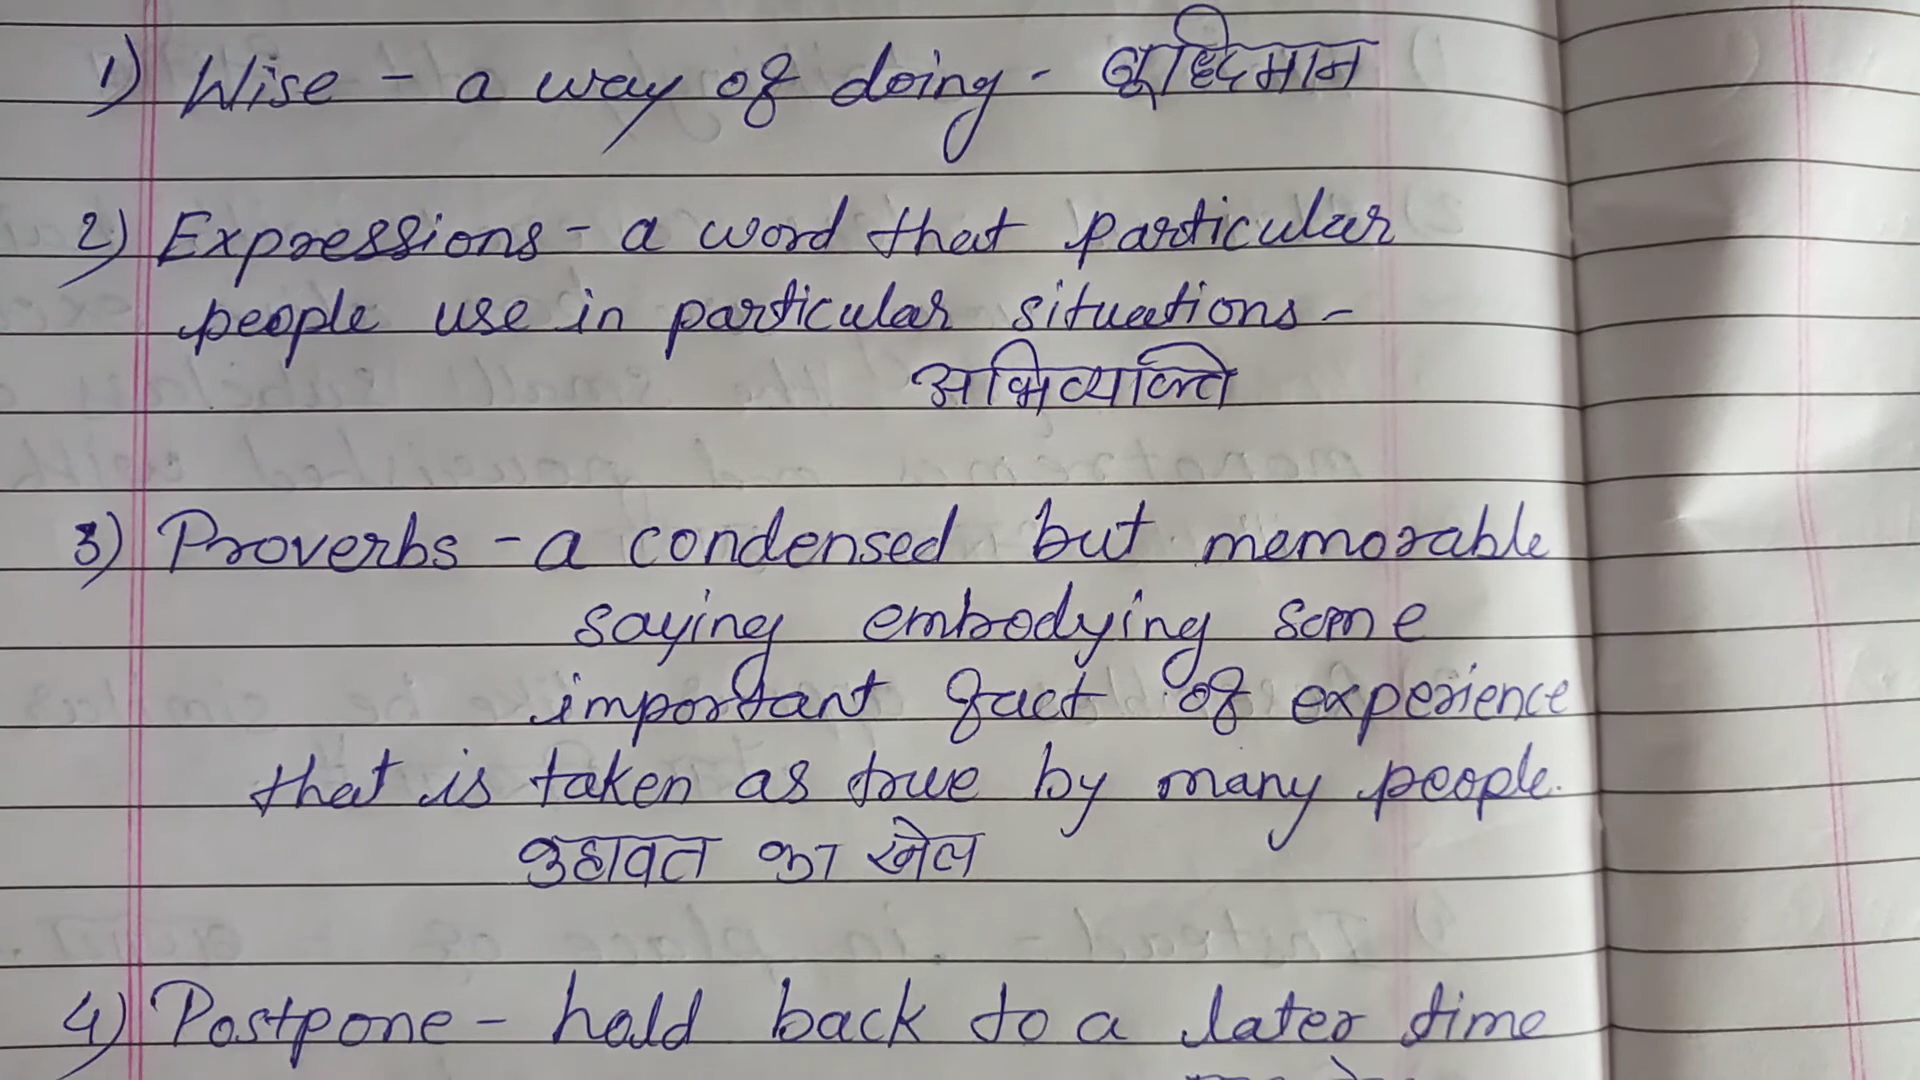 1) Wise - a way of doing - बुद्धिमान
2) Expressions - a word that particular
people use in particular situations -
अभिव्यक्ति
3) Proverbs - a condensed but memorable
saying embodying some
important fact of experience
that is taken as true by many people.
कहावत का खेल
4) Postpone - hold back to a later time